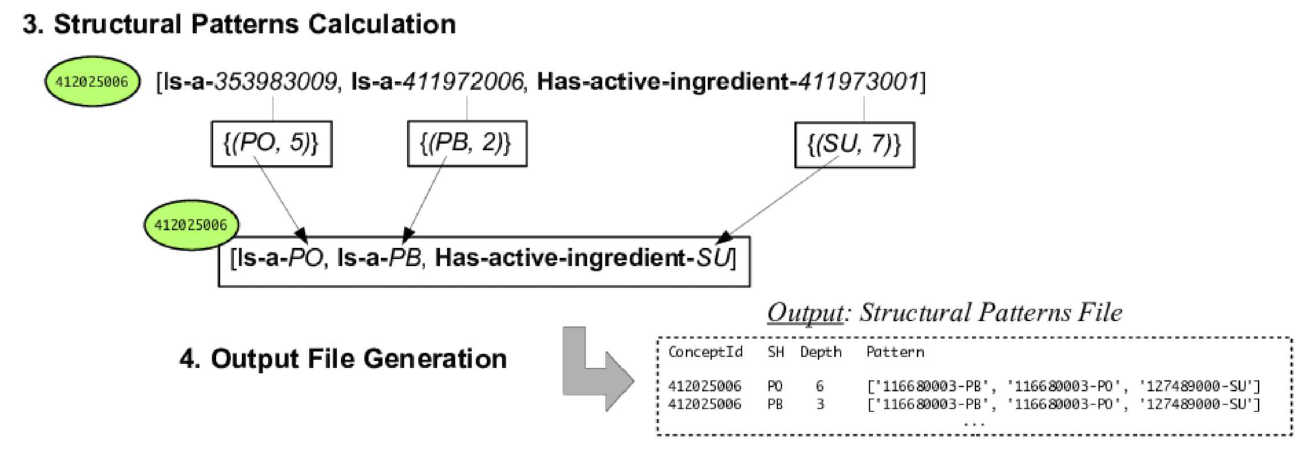 3. Structural Patterns Calculation
412025006 [Is-a-353983009, Is-a-411972006, Has-active-ingredient-411973001]
{(PO, 5)} {(PB, 2)} {(SU, 7)}
412025006
[Is-a-PO, Is-a-PB, Has-active-ingredient-SU]
Output: Structural Patterns File
4. Output File Generation
ConceptId SH Depth Pattern
412025006 PO 6 ['116680003-PB', '116680003-PO', '127489000-SU']
412025006 PB 3 ['116680003-PB', '116680003-PO', '127489000-SU']
...